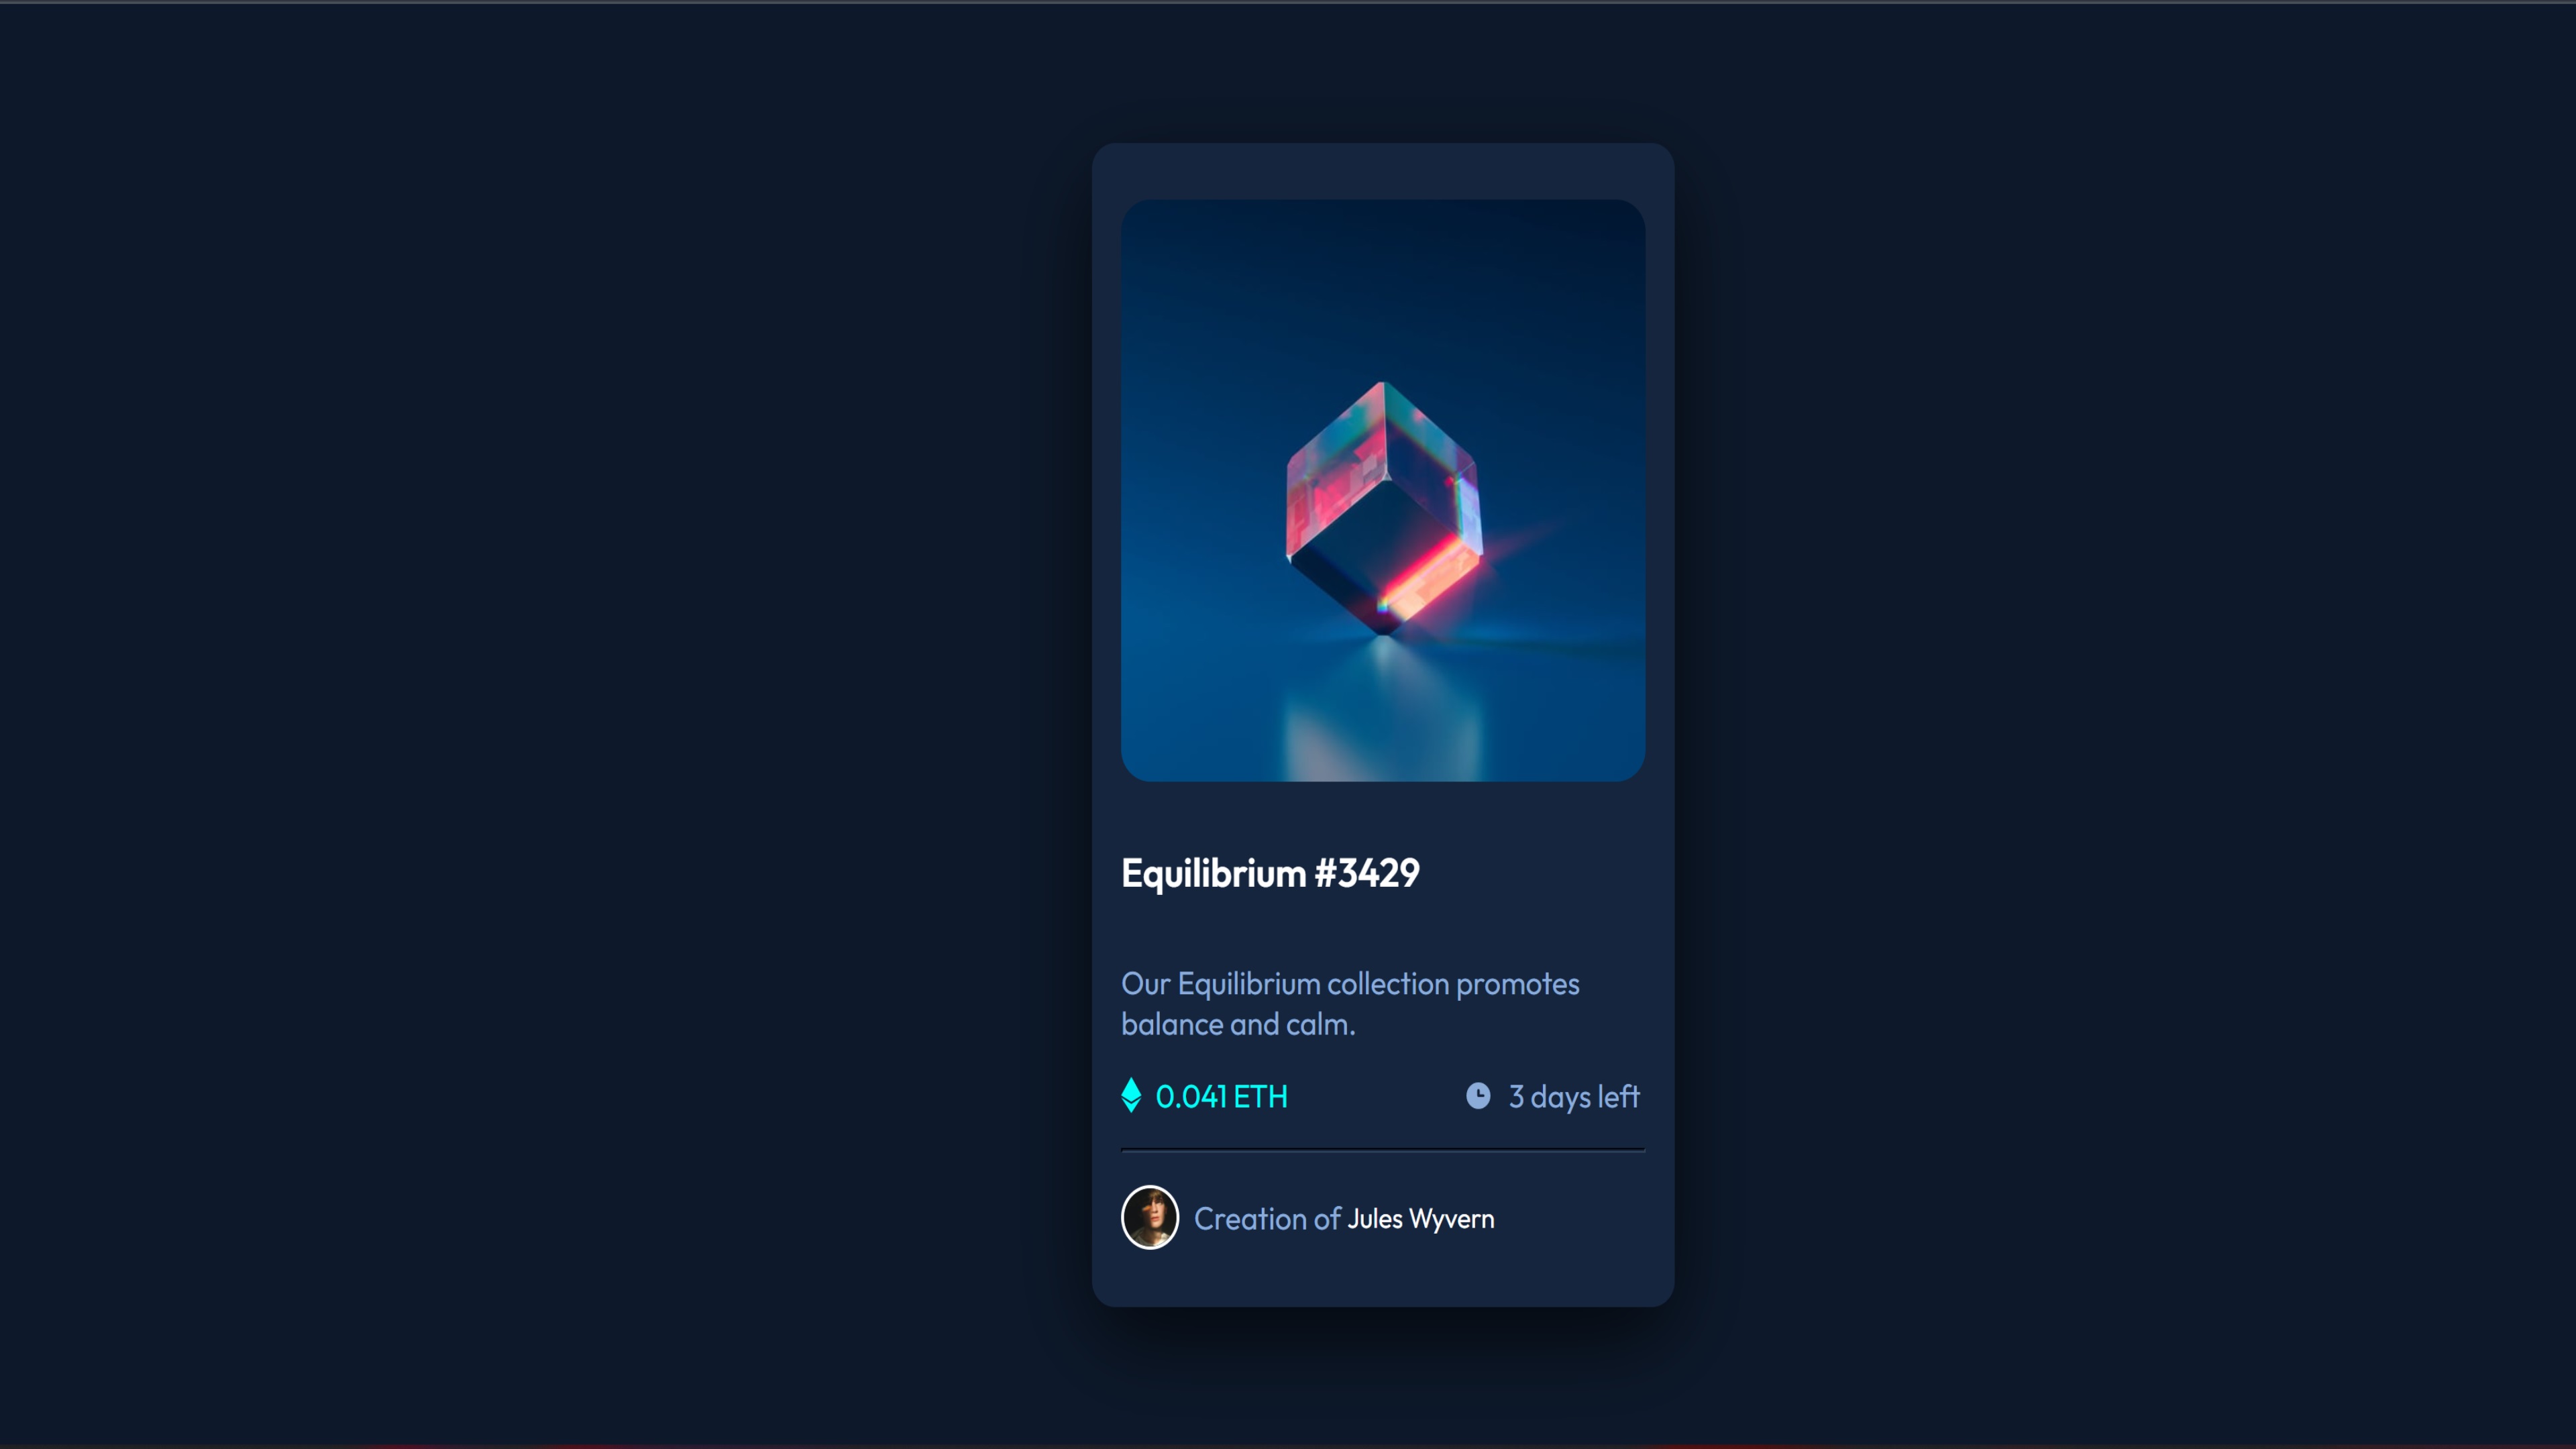 Equilibrium #3429
Our Equilibrium collection promotes
balance and calm.
0.041 ETH
3 days left
Creation of Jules Wyvern